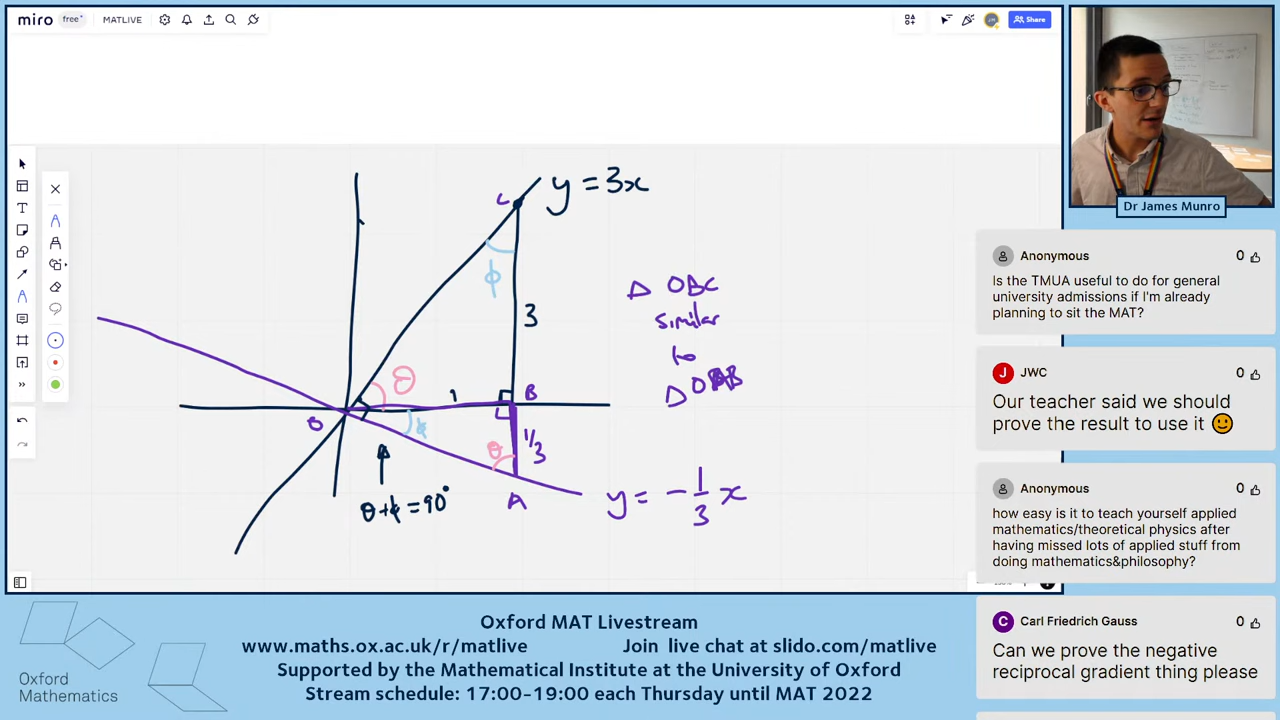 miro free MATLIVE Share
y = 3x
C
ϕ
3
△ OBC
similar
to
△ OAB
θ
1
B
O
ϕ
1/3
θ
θ+ϕ=90°
A
y = -1/3 x
Dr James Munro
Anonymous 0
Is the TMUA useful to do for general
university admissions if I'm already
planning to sit the MAT?
J JWC 0
Our teacher said we should
prove the result to use it 🙂
Anonymous 0
how easy is it to teach yourself applied
mathematics/theoretical physics after
having missed lots of applied stuff from
doing mathematics&philosophy?
C Carl Friedrich Gauss 0
Can we prove the negative
reciprocal gradient thing please
Oxford
Mathematics
Oxford MAT Livestream
www.maths.ox.ac.uk/r/matlive Join live chat at slido.com/matlive
Supported by the Mathematical Institute at the University of Oxford
Stream schedule: 17:00-19:00 each Thursday until MAT 2022